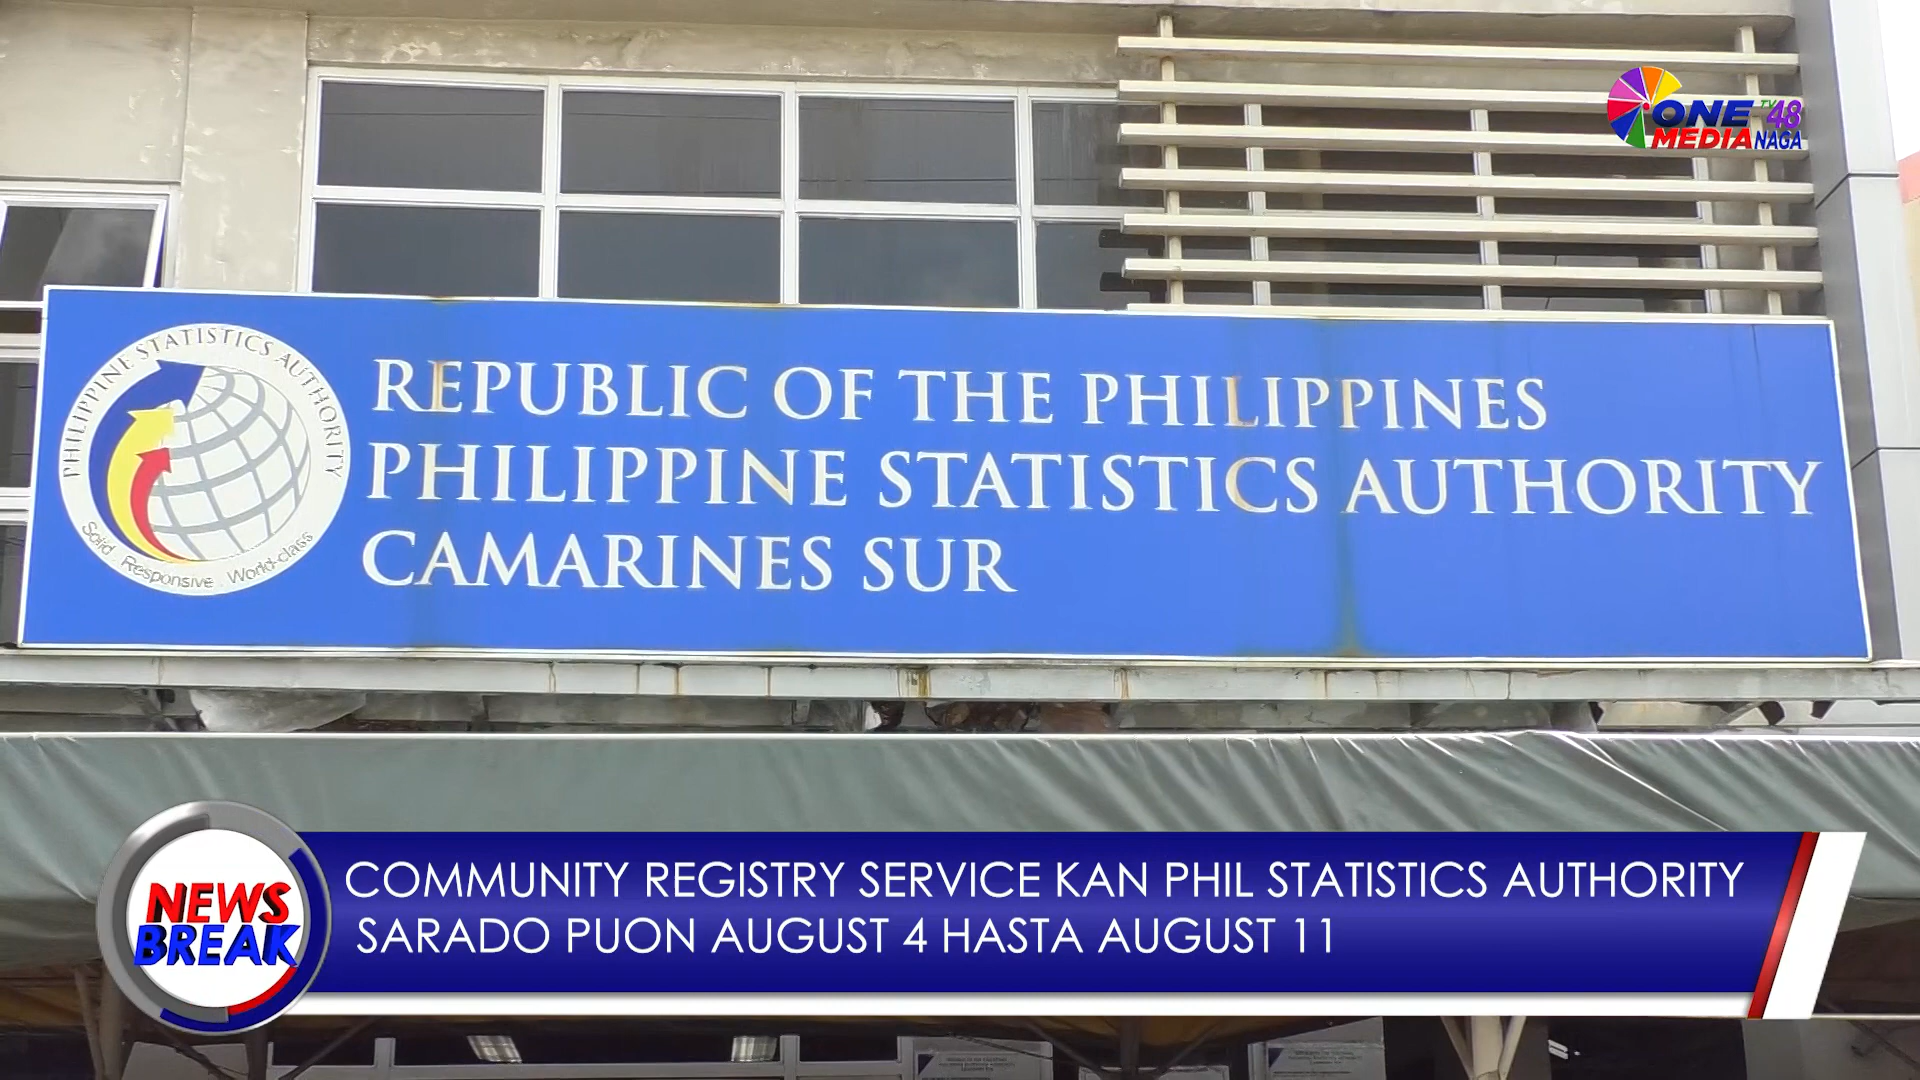 ONE TV 48
MEDIA NAGA
PHILIPPINE STATISTICS AUTHORITY
Solid . Responsive . World-class
REPUBLIC OF THE PHILIPPINES
PHILIPPINE STATISTICS AUTHORITY
CAMARINES SUR
NEWS
BREAK
COMMUNITY REGISTRY SERVICE KAN PHIL STATISTICS AUTHORITY
SARADO PUON AUGUST 4 HASTA AUGUST 11